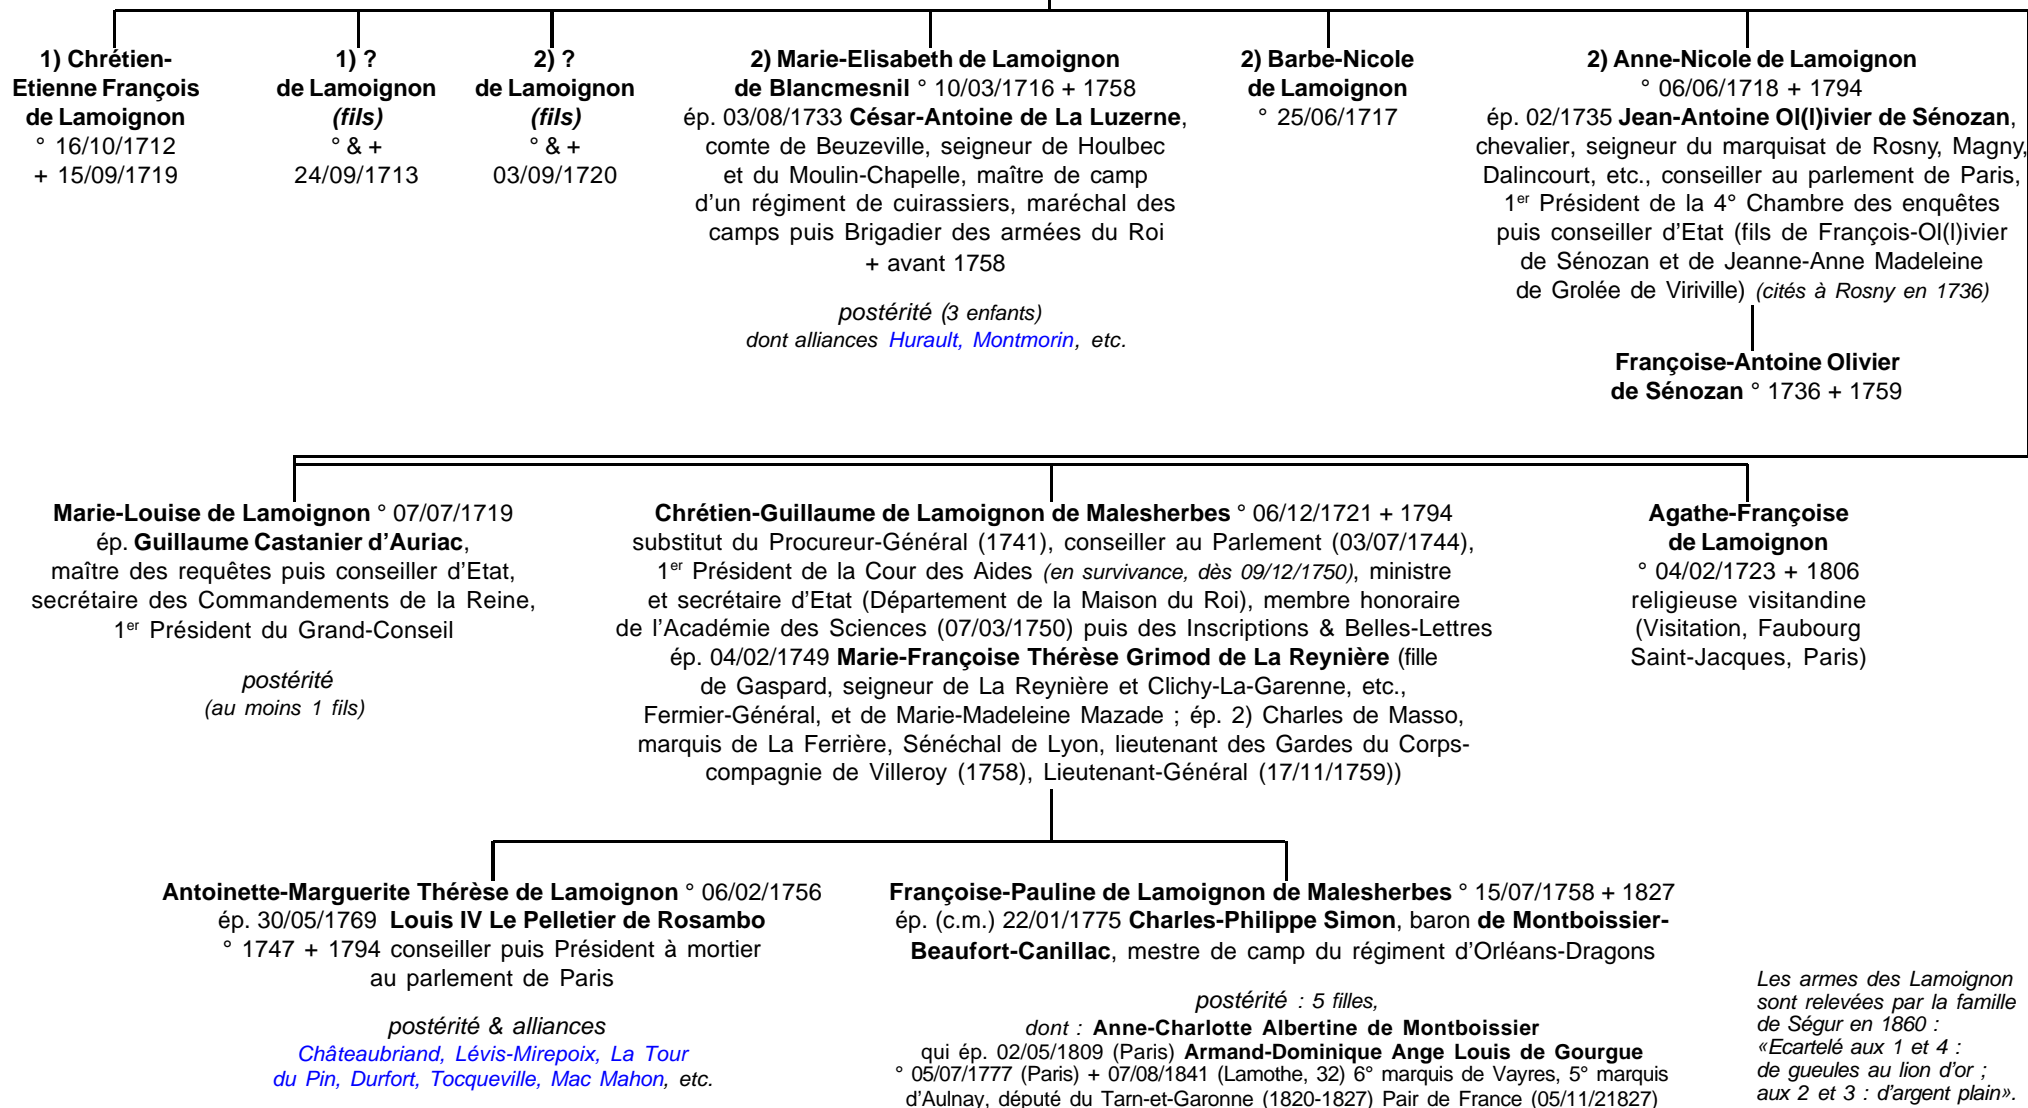 1) Chrétien-
Etienne François
de Lamoignon
° 16/10/1712
+ 15/09/1719
1) ?
de Lamoignon
(fils)
° & +
24/09/1713
2) ?
de Lamoignon
(fils)
° & +
03/09/1720
2) Marie-Elisabeth de Lamoignon
de Blancmesnil ° 10/03/1716 + 1758
ép. 03/08/1733 César-Antoine de La Luzerne,
comte de Beuzeville, seigneur de Houlbec
et du Moulin-Chapelle, maître de camp
d'un régiment de cuirassiers, maréchal des
camps puis Brigadier des armées du Roi
+ avant 1758
postérité (3 enfants)
dont alliances Hurault, Montmorin, etc.
2) Barbe-Nicole
de Lamoignon
° 25/06/1717
2) Anne-Nicole de Lamoignon
° 06/06/1718 + 1794
ép. 02/1735 Jean-Antoine Ol(l)ivier de Sénozan,
chevalier, seigneur du marquisat de Rosny, Magny,
Dalincourt, etc., conseiller au parlement de Paris,
1er Président de la 4° Chambre des enquêtes
puis conseiller d'Etat (fils de François-Ol(l)ivier
de Sénozan et de Jeanne-Anne Madeleine
de Grolée de Viriville) (cités à Rosny en 1736)
Françoise-Antoine Olivier
de Sénozan ° 1736 + 1759
Marie-Louise de Lamoignon ° 07/07/1719
ép. Guillaume Castanier d'Auriac,
maître des requêtes puis conseiller d'Etat,
secrétaire des Commandements de la Reine,
1er Président du Grand-Conseil
postérité
(au moins 1 fils)
Chrétien-Guillaume de Lamoignon de Malesherbes ° 06/12/1721 + 1794
substitut du Procureur-Général (1741), conseiller au Parlement (03/07/1744),
1er Président de la Cour des Aides (en survivance, dès 09/12/1750), ministre
et secrétaire d'Etat (Département de la Maison du Roi), membre honoraire
de l'Académie des Sciences (07/03/1750) puis des Inscriptions & Belles-Lettres
ép. 04/02/1749 Marie-Françoise Thérèse Grimod de La Reynière (fille
de Gaspard, seigneur de La Reynière et Clichy-La-Garenne, etc.,
Fermier-Général, et de Marie-Madeleine Mazade ; ép. 2) Charles de Masso,
marquis de La Ferrière, Sénéchal de Lyon, lieutenant des Gardes du Corps-
compagnie de Villeroy (1758), Lieutenant-Général (17/11/1759))
Agathe-Françoise
de Lamoignon
° 04/02/1723 + 1806
religieuse visitandine
(Visitation, Faubourg
Saint-Jacques, Paris)
Antoinette-Marguerite Thérèse de Lamoignon ° 06/02/1756
ép. 30/05/1769 Louis IV Le Pelletier de Rosambo
° 1747 + 1794 conseiller puis Président à mortier
au parlement de Paris
postérité & alliances
Châteaubriand, Lévis-Mirepoix, La Tour
du Pin, Durfort, Tocqueville, Mac Mahon, etc.
Françoise-Pauline de Lamoignon de Malesherbes ° 15/07/1758 + 1827
ép. (c.m.) 22/01/1775 Charles-Philippe Simon, baron de Montboissier-
Beaufort-Canillac, mestre de camp du régiment d'Orléans-Dragons
postérité : 5 filles,
dont : Anne-Charlotte Albertine de Montboissier
qui ép. 02/05/1809 (Paris) Armand-Dominique Ange Louis de Gourgue
° 05/07/1777 (Paris) + 07/08/1841 (Lamothe, 32) 6° marquis de Vayres, 5° marquis
d'Aulnay, député du Tarn-et-Garonne (1820-1827) Pair de France (05/11/21827)
Les armes des Lamoignon
sont relevées par la famille
de Ségur en 1860 :
«Ecartelé aux 1 et 4 :
de gueules au lion d'or ;
aux 2 et 3 : d'argent plain».